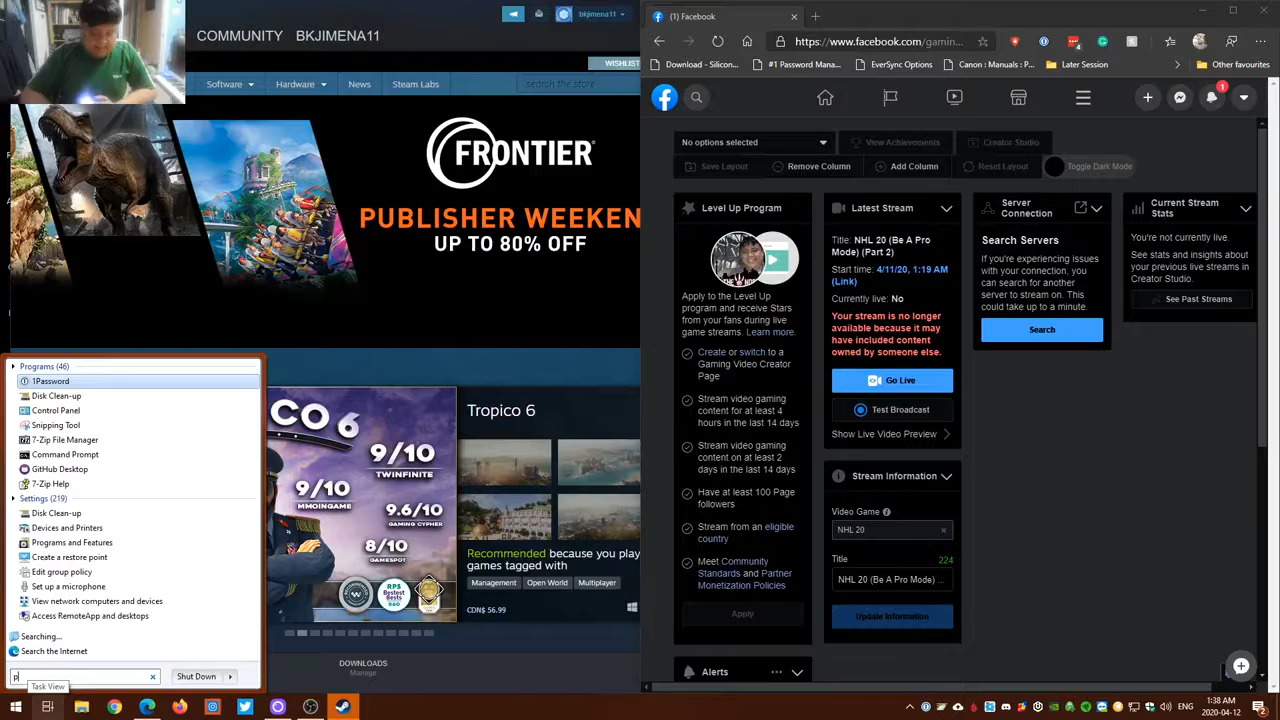 COMMUNITY BKJIMENA11
bkjimena11
WISHLIST
Software
Hardware
News
Steam Labs
search the store
FRONTIER
PUBLISHER WEEKEN
UP TO 80% OFF
Programs (46)
1Password
Disk Clean-up
Control Panel
Snipping Tool
7-Zip File Manager
Command Prompt
GitHub Desktop
7-Zip Help
Settings (219)
Disk Clean-up
Devices and Printers
Programs and Features
Create a restore point
Edit group policy
Set up a microphone
View network computers and devices
Access RemoteApp and desktops
Searching...
Search the Internet
p
Shut Down
Task View
CO 6
9/10
TWINFINITE
9/10
MMOINGAME
9.6/10
GAMING CYPHER
8/10
GAMESPOT
RPS
Bestest
Bests
Tropico 6
Recommended because you play
games tagged with
Management
Open World
Multiplayer
CDN$ 56.99
DOWNLOADS
Manage
(1) Facebook
https://www.facebook.com/gamin...
Download - Silicon...
#1 Password Mana...
EverSync Options
Canon : Manuals : P...
Later Session
Other favourites
1
No options selected
View Achievements
Creator Studio
Save Layout
Remove Column
Add Column
Reset Layout
Toggle Dark Mode
Level Up Program
Apply to the Level Up
program and receive Stars
from your fans during live
game streams. Learn more.
Create or switch to a
Gaming Video Creator
Page
Stream video gaming
content for at least 4
hours in the last 14 days
Stream video gaming
content on at least 2
days in the last 14 days
Have at least 100 Page
followers
Stream from an eligible
country
Meet Community
Standards and Partner
Monetization Policies
Apply
Alerts
Latest Stream
Title: NHL 20 (Be A Pro
Mode) (Part 2)
Start time: 4/11/20, 1:19 AM
(Link)
Currently live: No
Your stream is no longer
available because it may
have included content
owned by someone else.
Go Live
Test Broadcast
Show Live Video Preview
Stream Information
Video Game
NHL 20
Title
224
NHL 20 (Be A Pro Mode) ...
Update Information
Server
Connection
Search Servers
If you're experiencing issues
with your connection, you
can search for another
server to stream on. This
could take up to a minute.
Search
Current Stream
Stats
You're not currently live.
See stats and insights about
your previous live streams in
Creator Studio.
See Past Streams
1:38 AM
2020-04-12
2